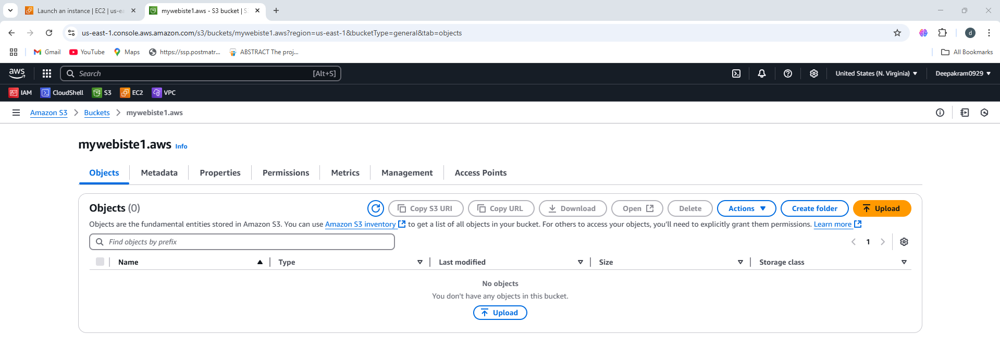 Launch an instance | EC2 | us-ea
mywebiste1.aws - S3 bucket | S
us-east-1.console.aws.amazon.com/s3/buckets/mywebiste1.aws?region=us-east-1&bucketType=general&tab=objects
d
Gmail YouTube Maps https://ssp.postmatr... ABSTRACT The proj... All Bookmarks
aws Search [Alt+S] United States (N. Virginia) Deepakram0929
IAM CloudShell S3 EC2 VPC
Amazon S3 Buckets mywebiste1.aws
mywebiste1.aws Info
Objects Metadata Properties Permissions Metrics Management Access Points
Objects (0) Copy S3 URI Copy URL Download Open Delete Actions Create folder Upload
Objects are the fundamental entities stored in Amazon S3. You can use Amazon S3 inventory to get a list of all objects in your bucket. For others to access your objects, you’ll need to explicitly grant them permissions. Learn more
Find objects by prefix 1
Name Type Last modified Size Storage class
No objects
You don't have any objects in this bucket.
Upload